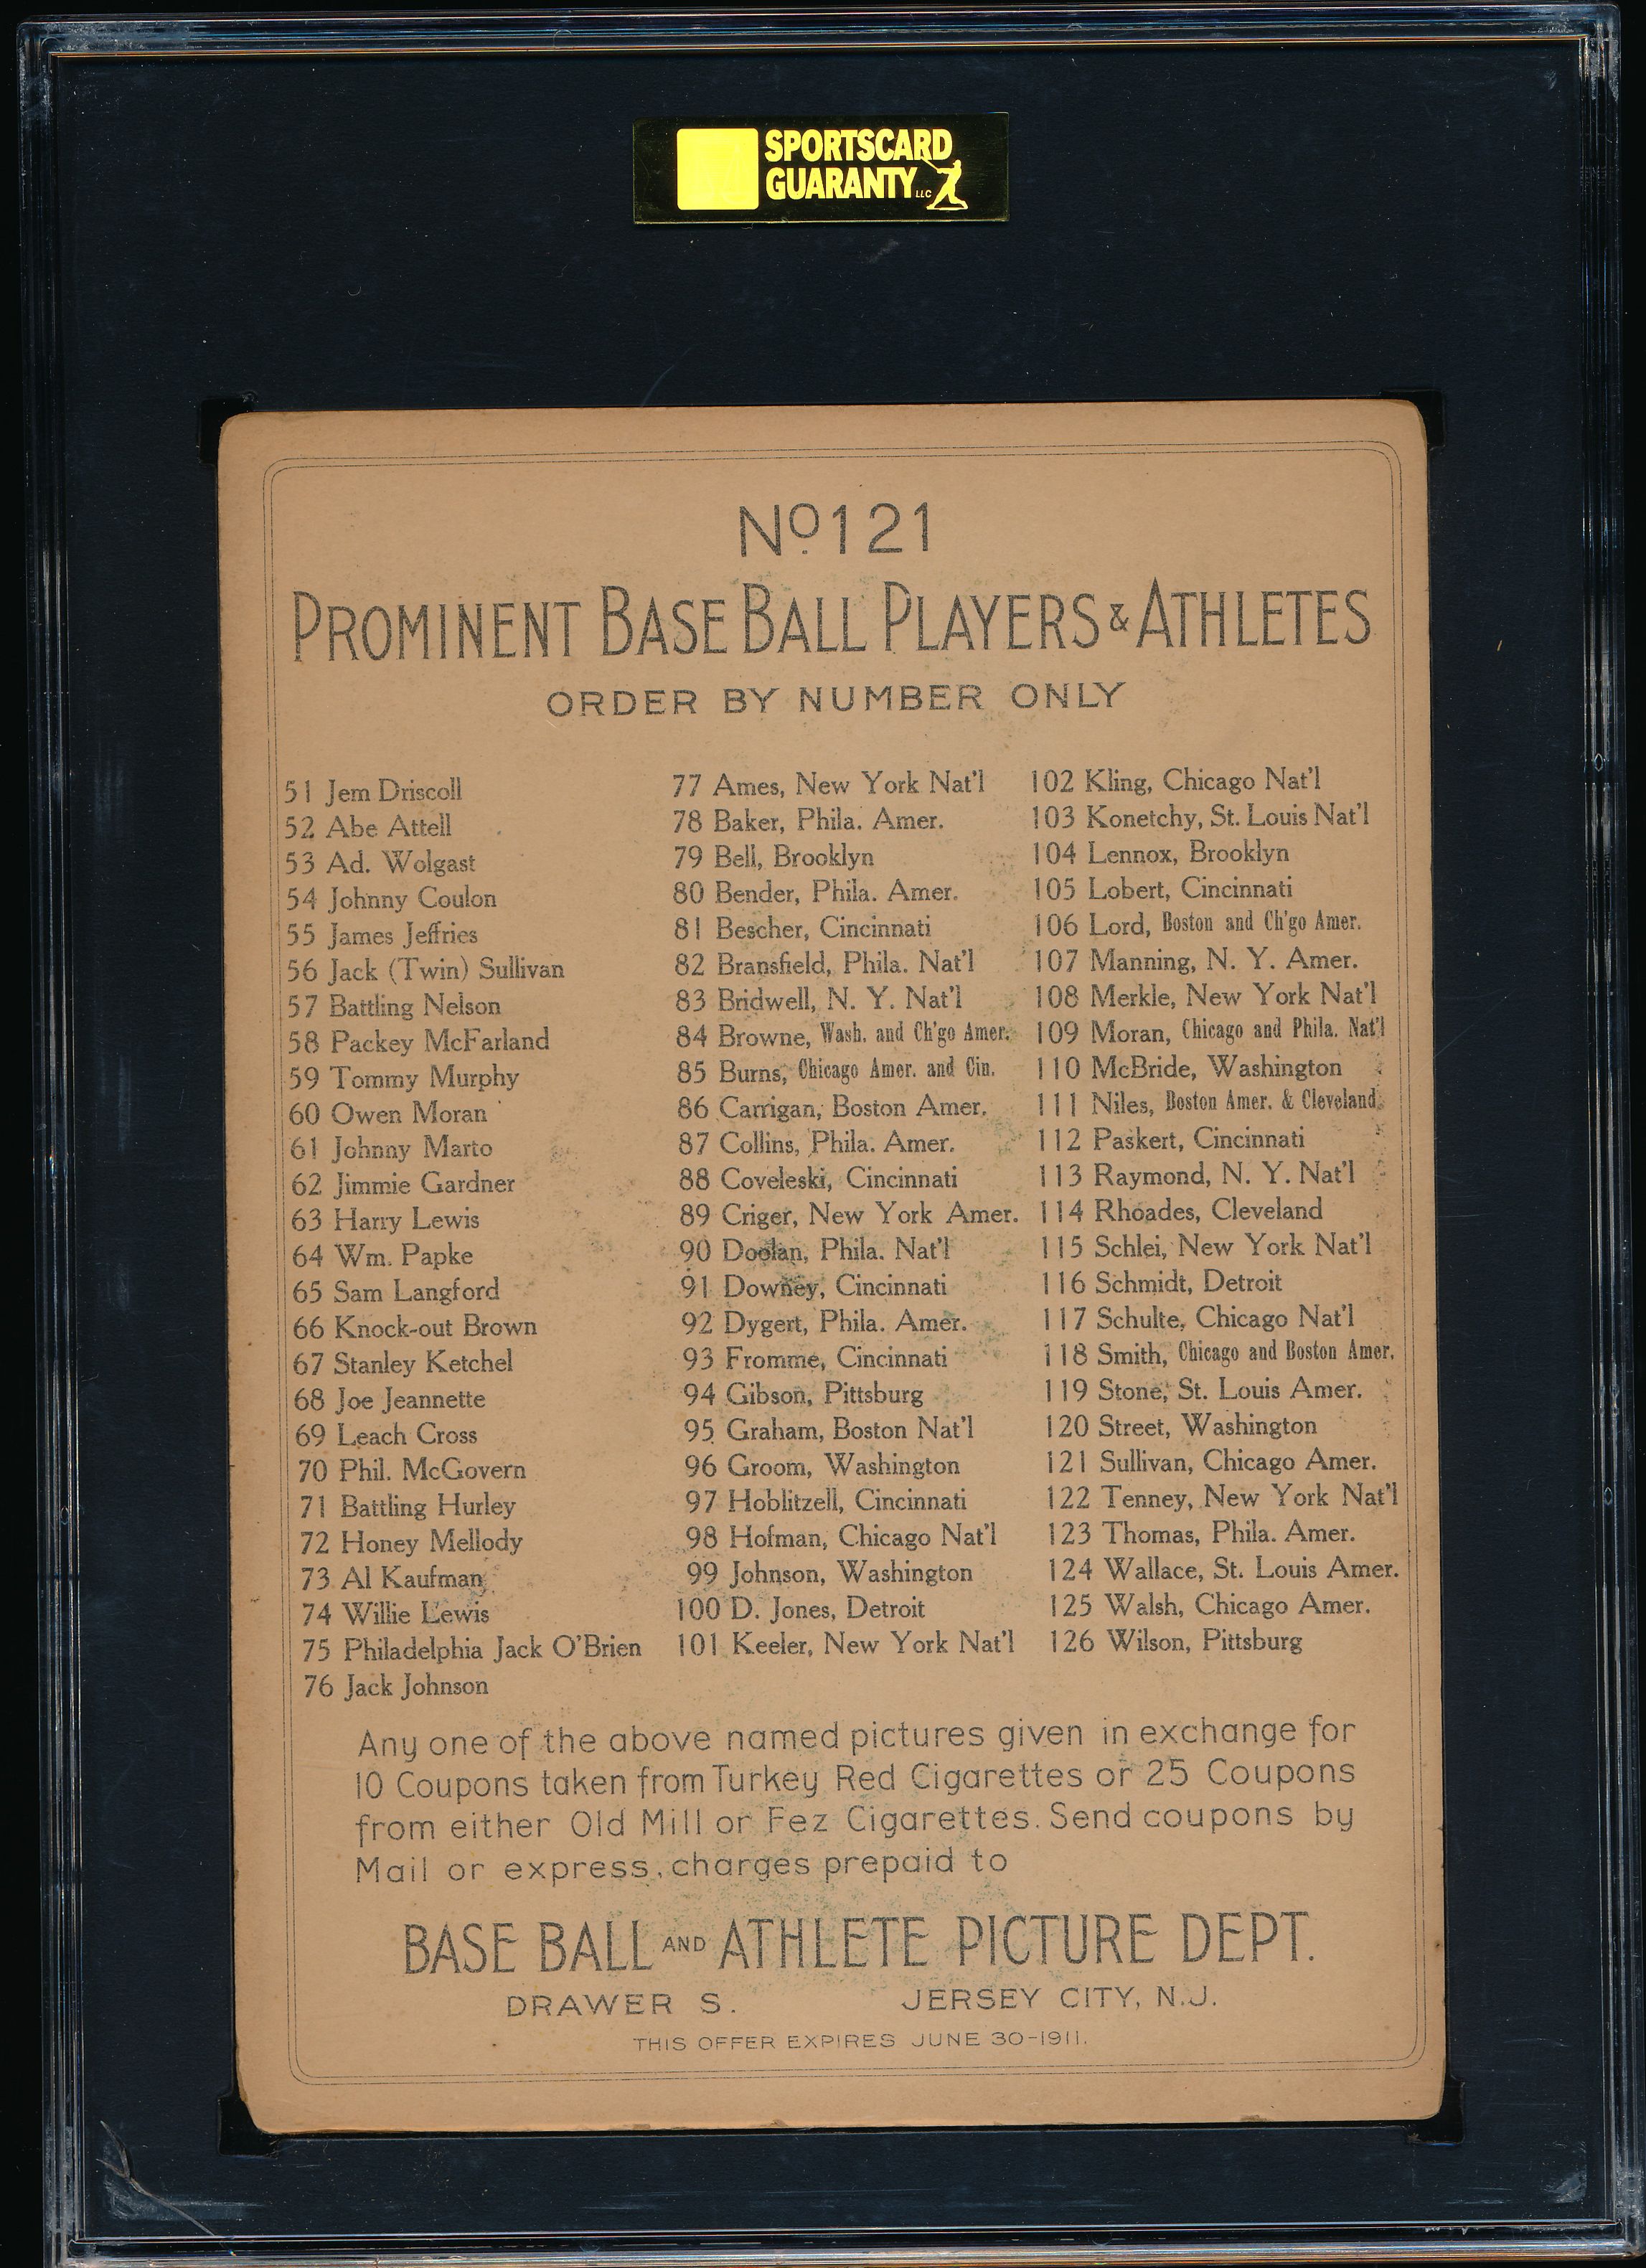 SPORTSCARD
GUARANTY LLC
No. 121
PROMINENT BASE BALL PLAYERS & ATHLETES
ORDER BY NUMBER ONLY
51 Jem Driscoll
52 Abe Attell
53 Ad. Wolgast
54 Johnny Coulon
55 James Jeffries
56 Jack (Twin) Sullivan
57 Battling Nelson
58 Packey McFarland
59 Tommy Murphy
60 Owen Moran
61 Johnny Marto
62 Jimmie Gardner
63 Harry Lewis
64 Wm. Papke
65 Sam Langford
66 Knock-out Brown
67 Stanley Ketchel
68 Joe Jeannette
69 Leach Cross
70 Phil. McGovern
71 Battling Hurley
72 Honey Mellody
73 Al Kaufman
74 Willie Lewis
75 Philadelphia Jack O'Brien
76 Jack Johnson
77 Ames, New York Nat'l
78 Baker, Phila. Amer.
79 Bell, Brooklyn
80 Bender, Phila. Amer.
81 Bescher, Cincinnati
82 Bransfield, Phila. Nat'l
83 Bridwell, N. Y. Nat'l
84 Browne, Wash. and Ch'go Amer.
85 Burns, Chicago Amer. and Cin.
86 Carrigan, Boston Amer.
87 Collins, Phila. Amer.
88 Coveleski, Cincinnati
89 Criger, New York Amer.
90 Doolan, Phila. Nat'l
91 Downey, Cincinnati
92 Dygert, Phila. Amer.
93 Fromme, Cincinnati
94 Gibson, Pittsburg
95 Graham, Boston Nat'l
96 Groom, Washington
97 Hoblitzell, Cincinnati
98 Hofman, Chicago Nat'l
99 Johnson, Washington
100 D. Jones, Detroit
101 Keeler, New York Nat'l
102 Kling, Chicago Nat'l
103 Konetchy, St. Louis Nat'l
104 Lennox, Brooklyn
105 Lobert, Cincinnati
106 Lord, Boston and Ch'go Amer.
107 Manning, N. Y. Amer.
108 Merkle, New York Nat'l
109 Moran, Chicago and Phila. Nat'l
110 McBride, Washington
111 Niles, Boston Amer. & Cleveland
112 Paskert, Cincinnati
113 Raymond, N. Y. Nat'l
114 Rhoades, Cleveland
115 Schlei, New York Nat'l
116 Schmidt, Detroit
117 Schulte, Chicago Nat'l
118 Smith, Chicago and Boston Amer.
119 Stone, St. Louis Amer.
120 Street, Washington
121 Sullivan, Chicago Amer.
122 Tenney, New York Nat'l
123 Thomas, Phila. Amer.
124 Wallace, St. Louis Amer.
125 Walsh, Chicago Amer.
126 Wilson, Pittsburg
Any one of the above named pictures given in exchange for
10 Coupons taken from Turkey Red Cigarettes or 25 Coupons
from either Old Mill or Fez Cigarettes. Send coupons by
Mail or express, charges prepaid to
BASE BALL AND ATHLETE PICTURE DEPT.
DRAWER S. JERSEY CITY, N.J.
THIS OFFER EXPIRES JUNE 30-1911.